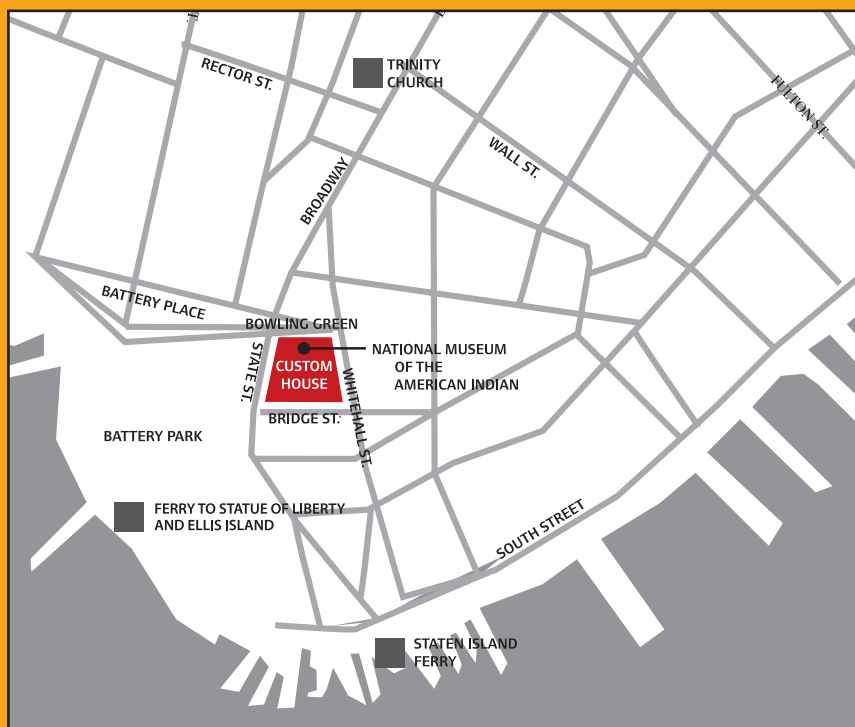 T.
RECTOR ST.
TRINITY
CHURCH
FULTON ST.
WALL ST.
BROADWAY
BATTERY PLACE
BOWLING GREEN
STATE ST.
CUSTOM
HOUSE
WHITEHALL ST.
NATIONAL MUSEUM
OF THE
AMERICAN INDIAN
BRIDGE ST.
BATTERY PARK
FERRY TO STATUE OF LIBERTY
AND ELLIS ISLAND
SOUTH STREET
STATEN ISLAND
FERRY